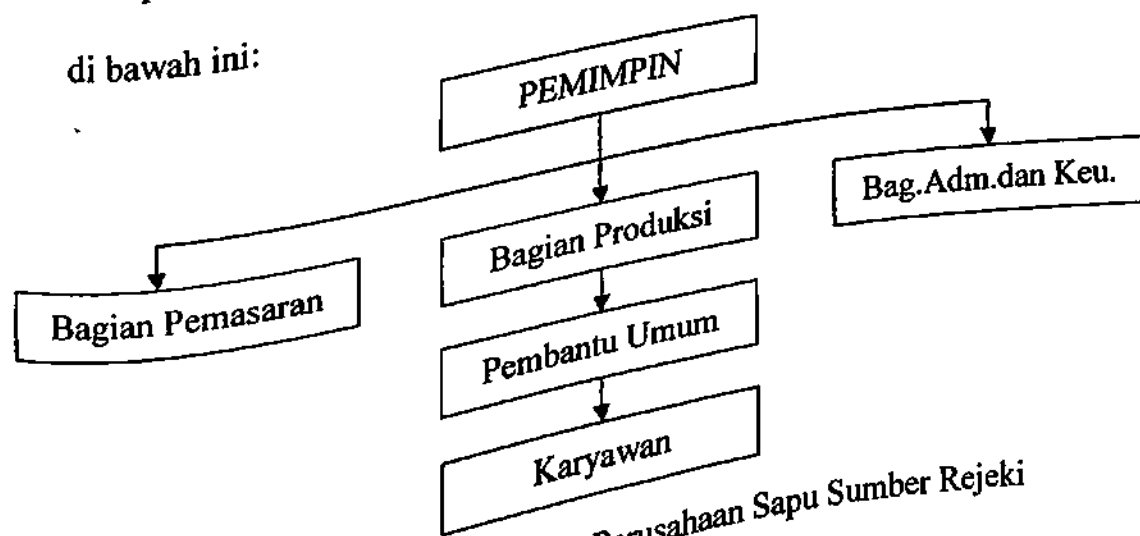 di bawah ini:
PEMIMPIN
Bag.Adm.dan Keu.
Bagian Produksi
Bagian Pemasaran
Pembantu Umum
Karyawan
Perusahaan Sapu Sumber Rejeki